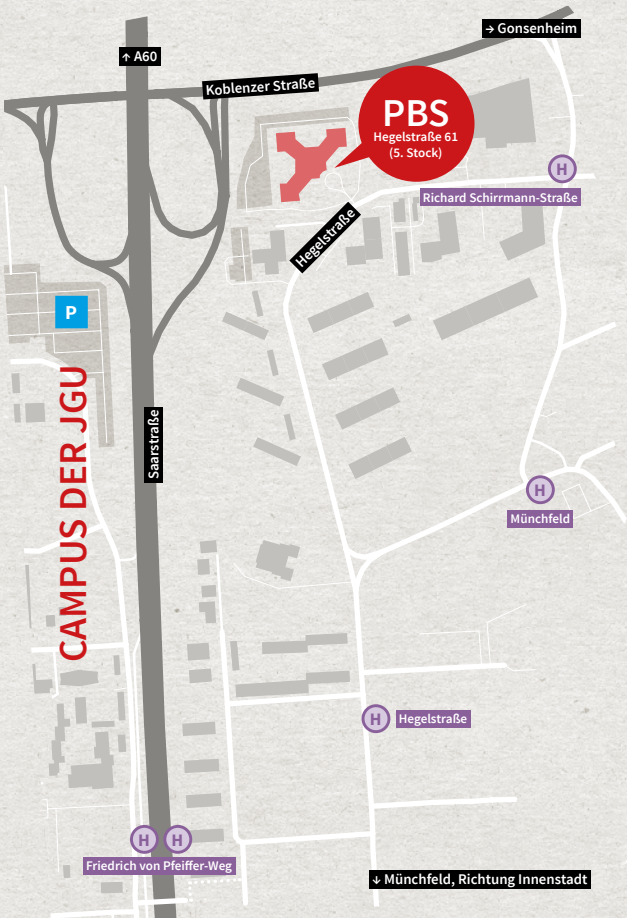 → Gonsenheim
↑ A60
Koblenzer Straße
PBS
Hegelstraße 61
(5. Stock)
H
Richard Schirrmann-Straße
Hegelstraße
P
CAMPUS DER JGU
Saarstraße
H
Münchfeld
H Hegelstraße
H H
Friedrich von Pfeiffer-Weg
↓ Münchfeld, Richtung Innenstadt